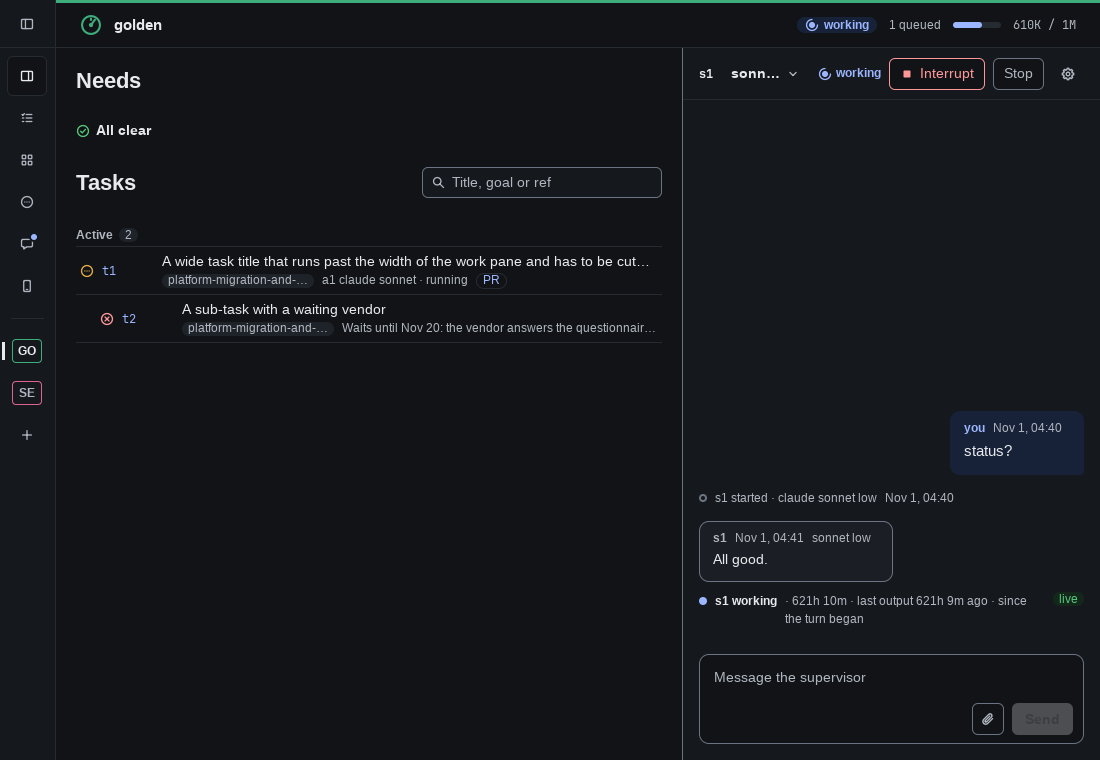 golden
working
1 queued
610K / 1M
Needs
All clear
Tasks
Title, goal or ref
Active 2
t1
A wide task title that runs past the width of the work pane and has to be cut…
platform-migration-and-…
a1 claude sonnet · running
PR
t2
A sub-task with a waiting vendor
platform-migration-and-…
Waits until Nov 20: the vendor answers the questionnair…
GO
SE
s1
sonn…
working
Interrupt
Stop
you Nov 1, 04:40
status?
s1 started · claude sonnet low Nov 1, 04:40
s1 Nov 1, 04:41 sonnet low
All good.
s1 working · 621h 10m · last output 621h 9m ago · since
the turn began
live
Message the supervisor
Send